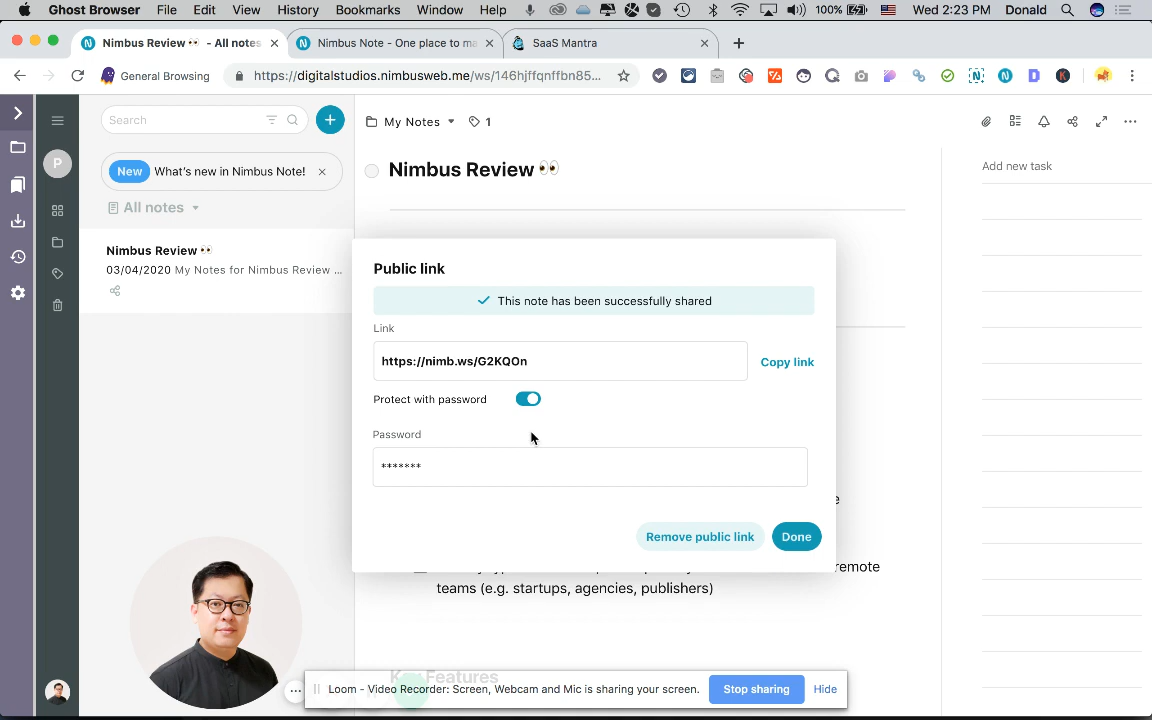 Ghost Browser File Edit View History Bookmarks Window Help 100% Wed 2:23 PM Donald
Nimbus Review 👀 - All notes
Nimbus Note - One place to ma
SaaS Mantra
General Browsing
https://digitalstudios.nimbusweb.me/ws/146hjffqnffbn85...
Search
My Notes
1
Add new task
P
New What's new in Nimbus Note!
Nimbus Review 👀
All notes
Nimbus Review 👀
03/04/2020 My Notes for Nimbus Review ...
Public link
This note has been successfully shared
Link
https://nimb.ws/G2KQOn
Copy link
Protect with password
Password
*******
Remove public link
Done
remote
teams (e.g. startups, agencies, publishers)
Key Features
Loom - Video Recorder: Screen, Webcam and Mic is sharing your screen.
Stop sharing
Hide